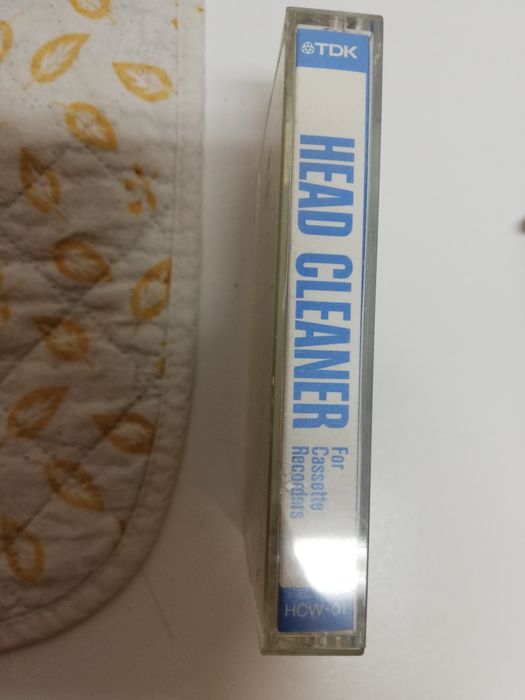 TDK
HEAD CLEANER
For
Cassette
Recorders
HCW-01